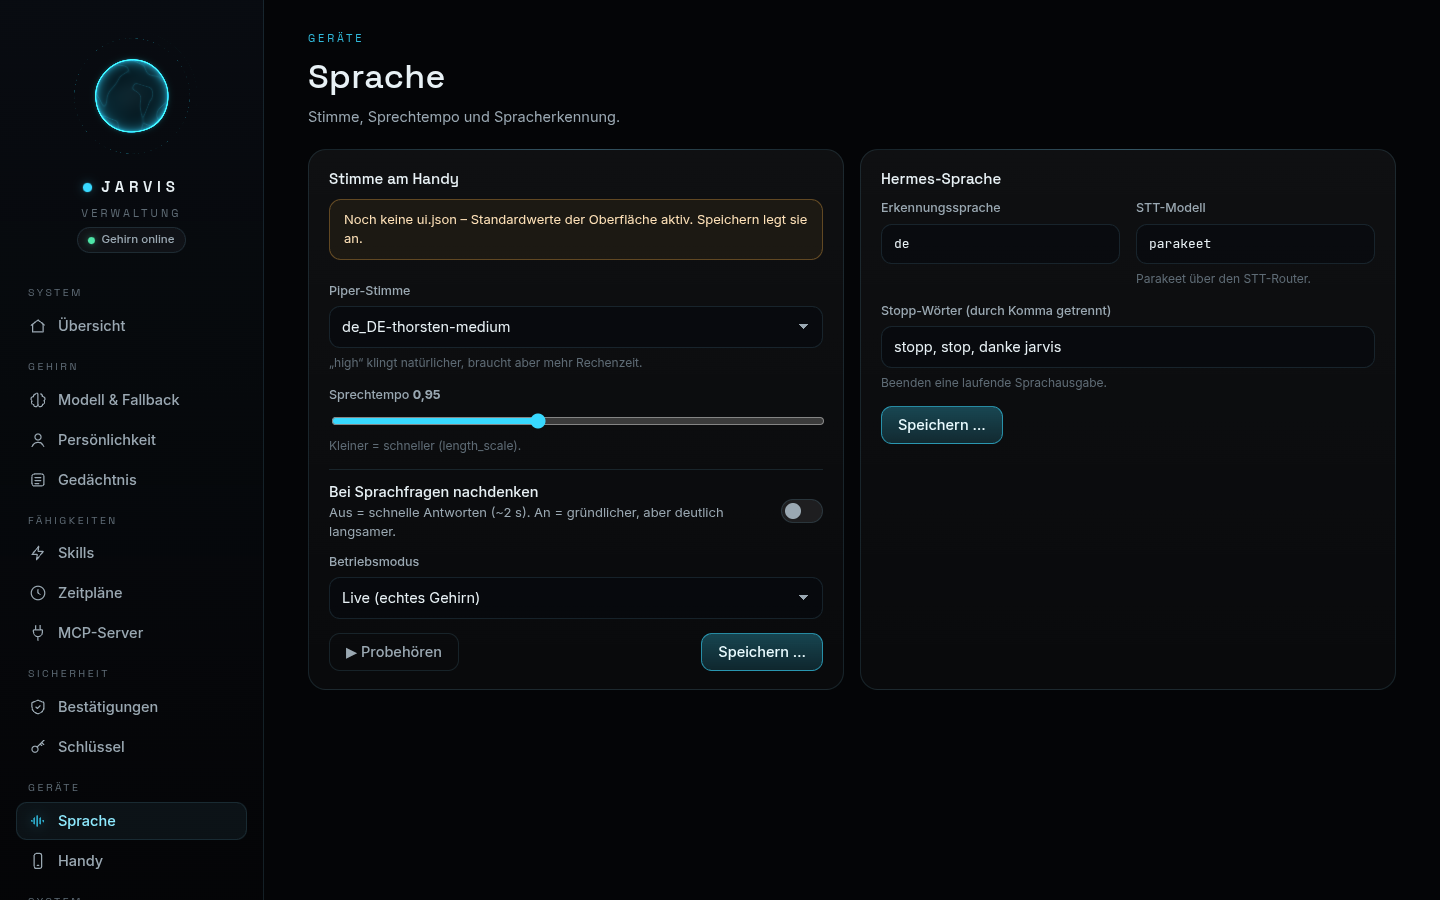 JARVIS
VERWALTUNG
Gehirn online
SYSTEM
Übersicht
GEHIRN
Modell & Fallback
Persönlichkeit
Gedächtnis
FÄHIGKEITEN
Skills
Zeitpläne
MCP-Server
SICHERHEIT
Bestätigungen
Schlüssel
GERÄTE
Sprache
Handy
SYSTEM
GERÄTE
Sprache
Stimme, Sprechtempo und Spracherkennung.
Stimme am Handy
Noch keine ui.json – Standardwerte der Oberfläche aktiv. Speichern legt sie
an.
Piper-Stimme
de_DE-thorsten-medium
„high“ klingt natürlicher, braucht aber mehr Rechenzeit.
Sprechtempo 0,95
Kleiner = schneller (length_scale).
Bei Sprachfragen nachdenken
Aus = schnelle Antworten (~2 s). An = gründlicher, aber deutlich
langsamer.
Betriebsmodus
Live (echtes Gehirn)
▶ Probehören
Speichern ...
Hermes-Sprache
Erkennungssprache
de
STT-Modell
parakeet
Parakeet über den STT-Router.
Stopp-Wörter (durch Komma getrennt)
stopp, stop, danke jarvis
Beenden eine laufende Sprachausgabe.
Speichern ...